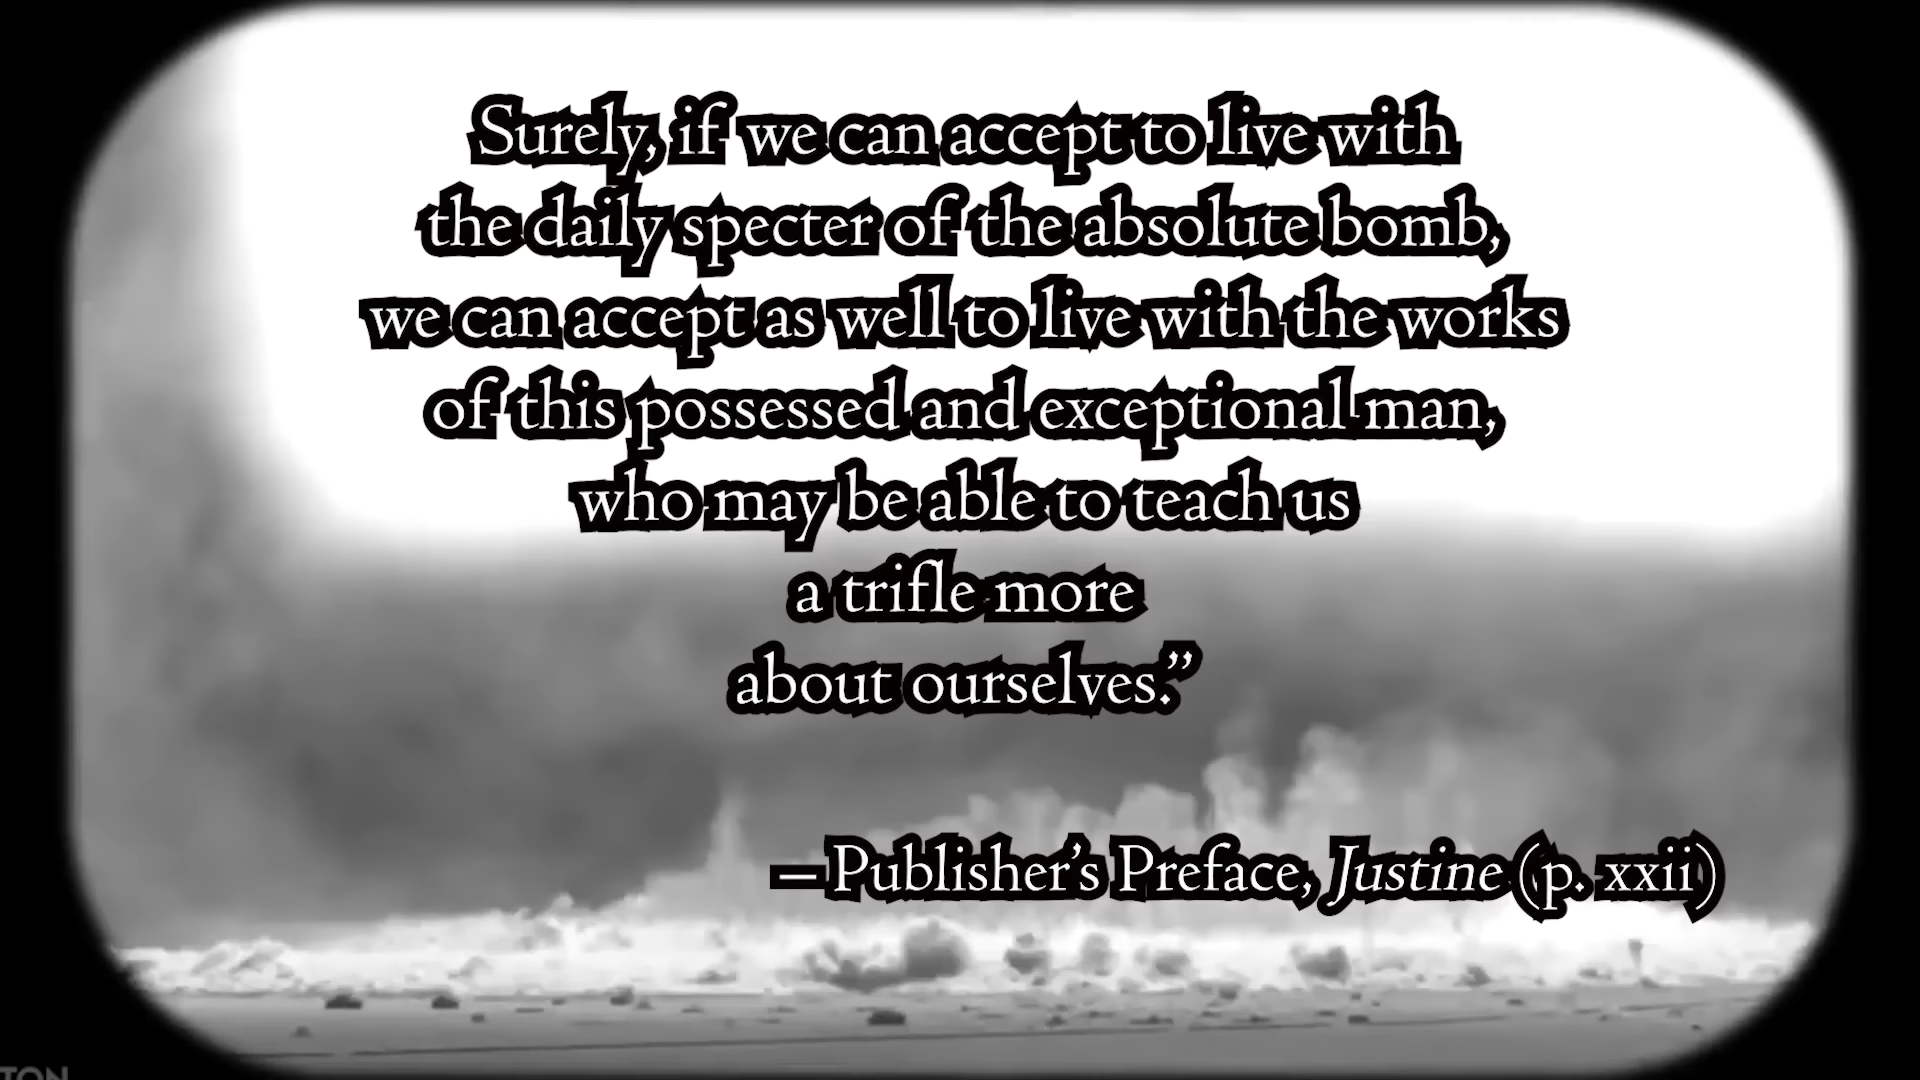 Surely, if we can accept to live with
the daily specter of the absolute bomb,
we can accept as well to live with the works
of this possessed and exceptional man,
who may be able to teach us
a trifle more
about ourselves.”
– Publisher’s Preface, Justine (p. xxii)
TON